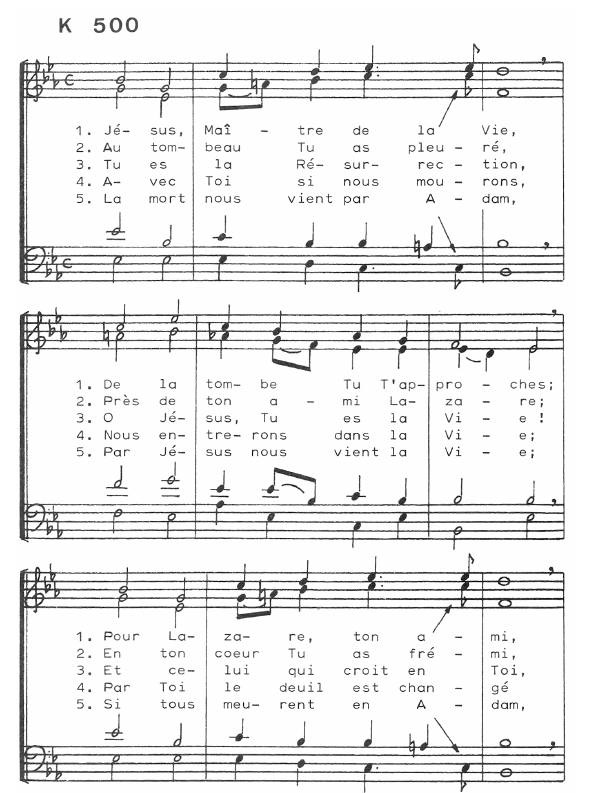 K 500
1. Jé- sus, Maî - tre de la Vie,
2. Au tom- beau Tu as pleu - ré,
3. Tu es la Ré- sur- rec - tion,
4. A- vec Toi si nous mou - rons,
5. La mort nous vient par A - dam,
1. De la tom- be Tu T'ap- pro - ches;
2. Près de ton a - mi La- za - re;
3. O Jé- sus, Tu es la Vi - e !
4. Nous en- tre- rons dans la Vi - e;
5. Par Jé- sus nous vient la Vi - e;
1. Pour La- za- re, ton a - mi,
2. En ton coeur Tu as fré - mi,
3. Et ce- lui qui croit en Toi,
4. Par Toi le deuil est chan - gé
5. Si tous meu- rent en A - dam,